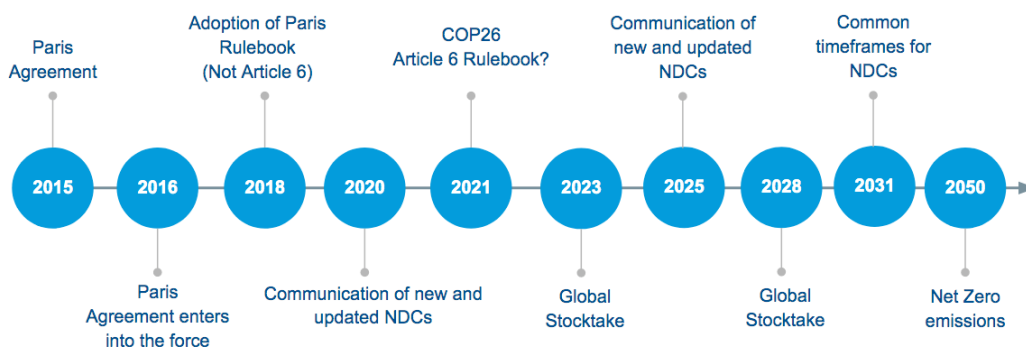 Paris
Agreement
Adoption of Paris
Rulebook
(Not Article 6)
COP26
Article 6 Rulebook?
Communication of
new and updated
NDCs
Common
timeframes for
NDCs
2015
2016
2018
2020
2021
2023
2025
2028
2031
2050
Paris
Agreement enters
into the force
Communication of new and
updated NDCs
Global
Stocktake
Global
Stocktake
Net Zero
emissions